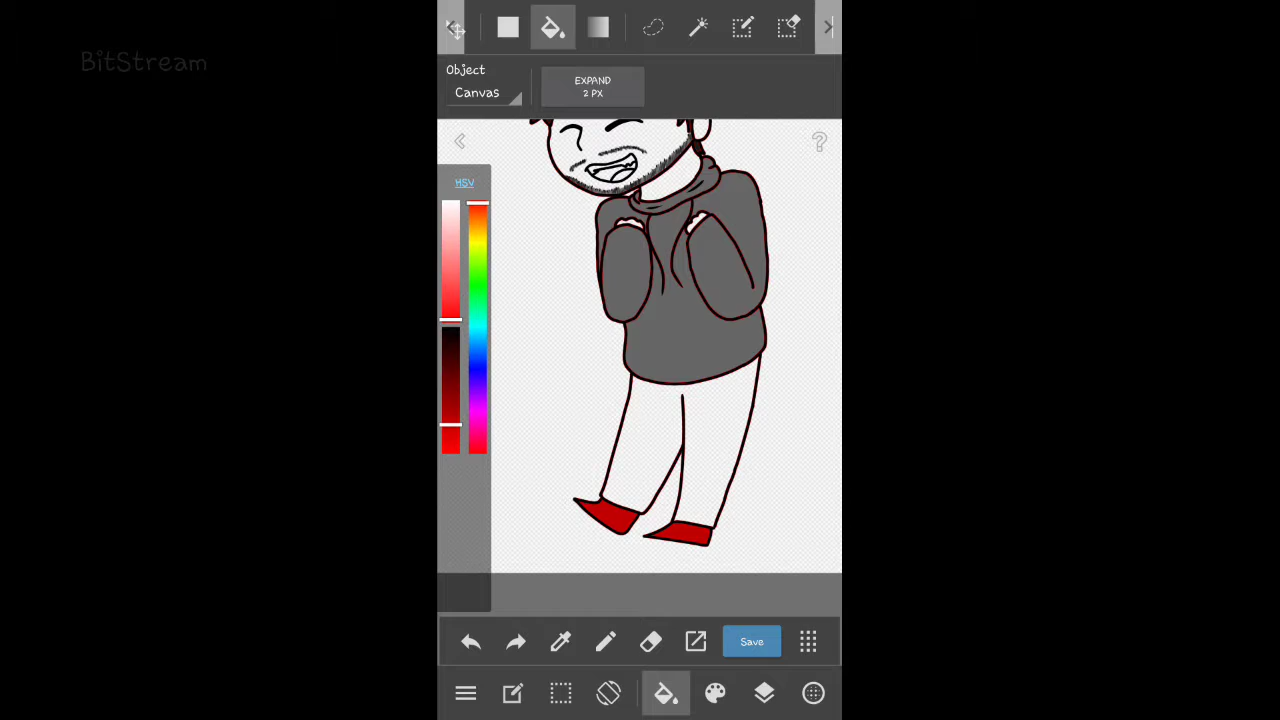 BitStream
Object
Canvas
EXPAND
2 PX
?
HSV
Save